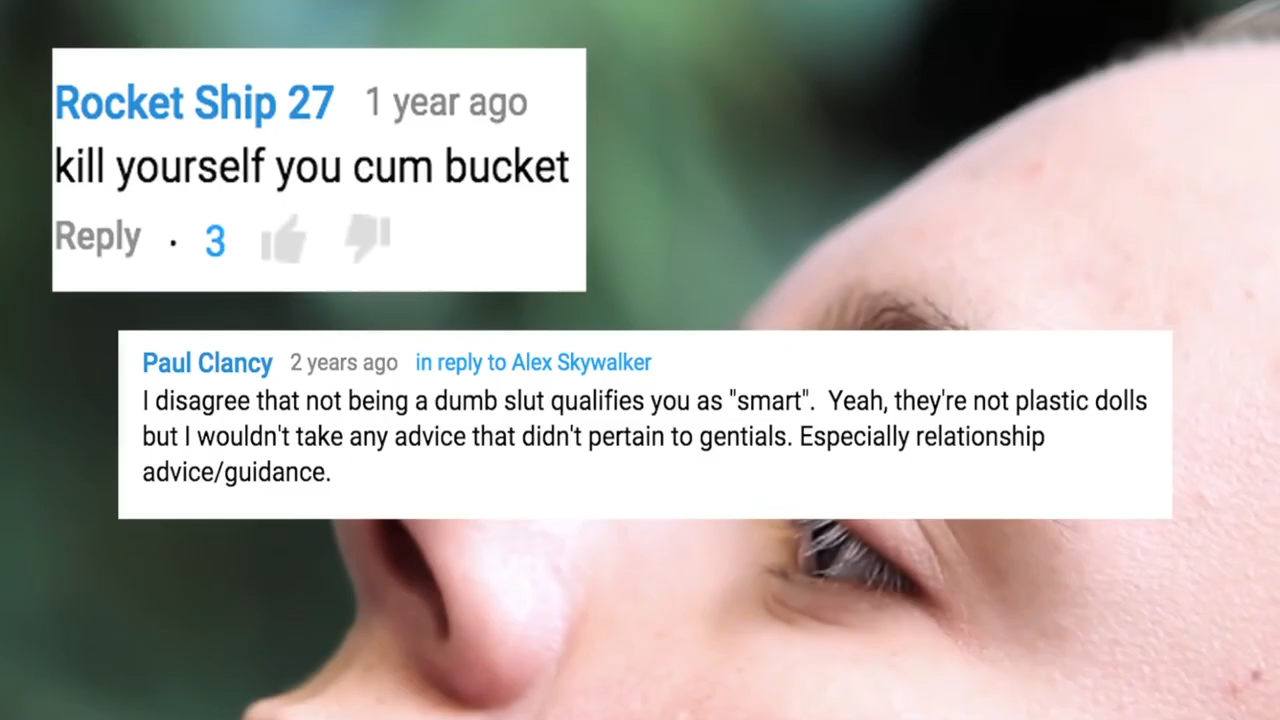 Rocket Ship 27 1 year ago
kill yourself you cum bucket
Reply · 3
Paul Clancy 2 years ago in reply to Alex Skywalker
I disagree that not being a dumb slut qualifies you as "smart". Yeah, they're not plastic dolls
but I wouldn't take any advice that didn't pertain to gentials. Especially relationship
advice/guidance.